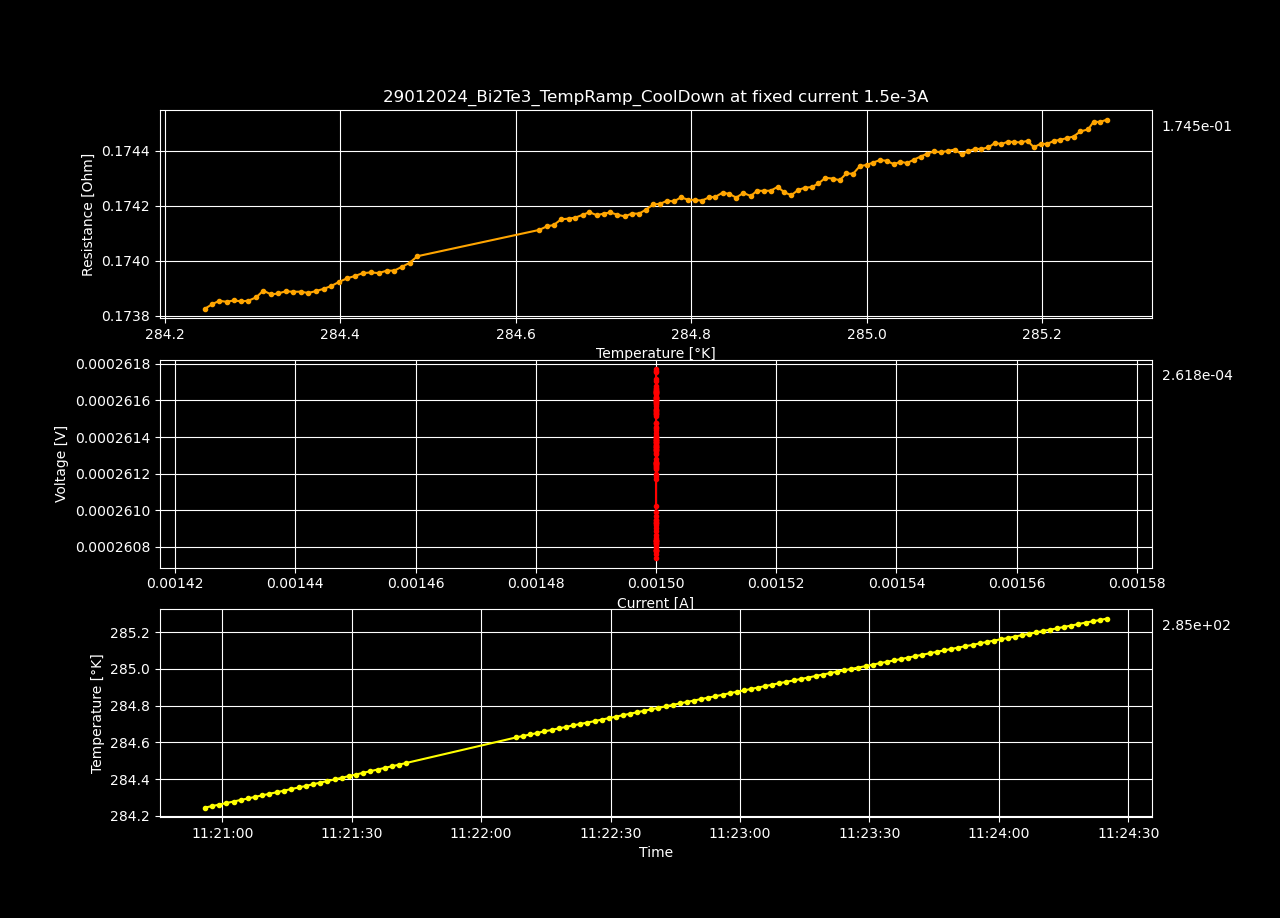 29012024_Bi2Te3_TempRamp_CoolDown at fixed current 1.5e-3A
1.745e-01
Resistance [Ohm]
0.1744
0.1742
0.1740
0.1738
284.2 284.4 284.6 284.8 285.0 285.2
Temperature [°K]
2.618e-04
Voltage [V]
0.0002618
0.0002616
0.0002614
0.0002612
0.0002610
0.0002608
0.00142 0.00144 0.00146 0.00148 0.00150 0.00152 0.00154 0.00156 0.00158
Current [A]
2.85e+02
Temperature [°K]
285.2
285.0
284.8
284.6
284.4
284.2
11:21:00 11:21:30 11:22:00 11:22:30 11:23:00 11:23:30 11:24:00 11:24:30
Time